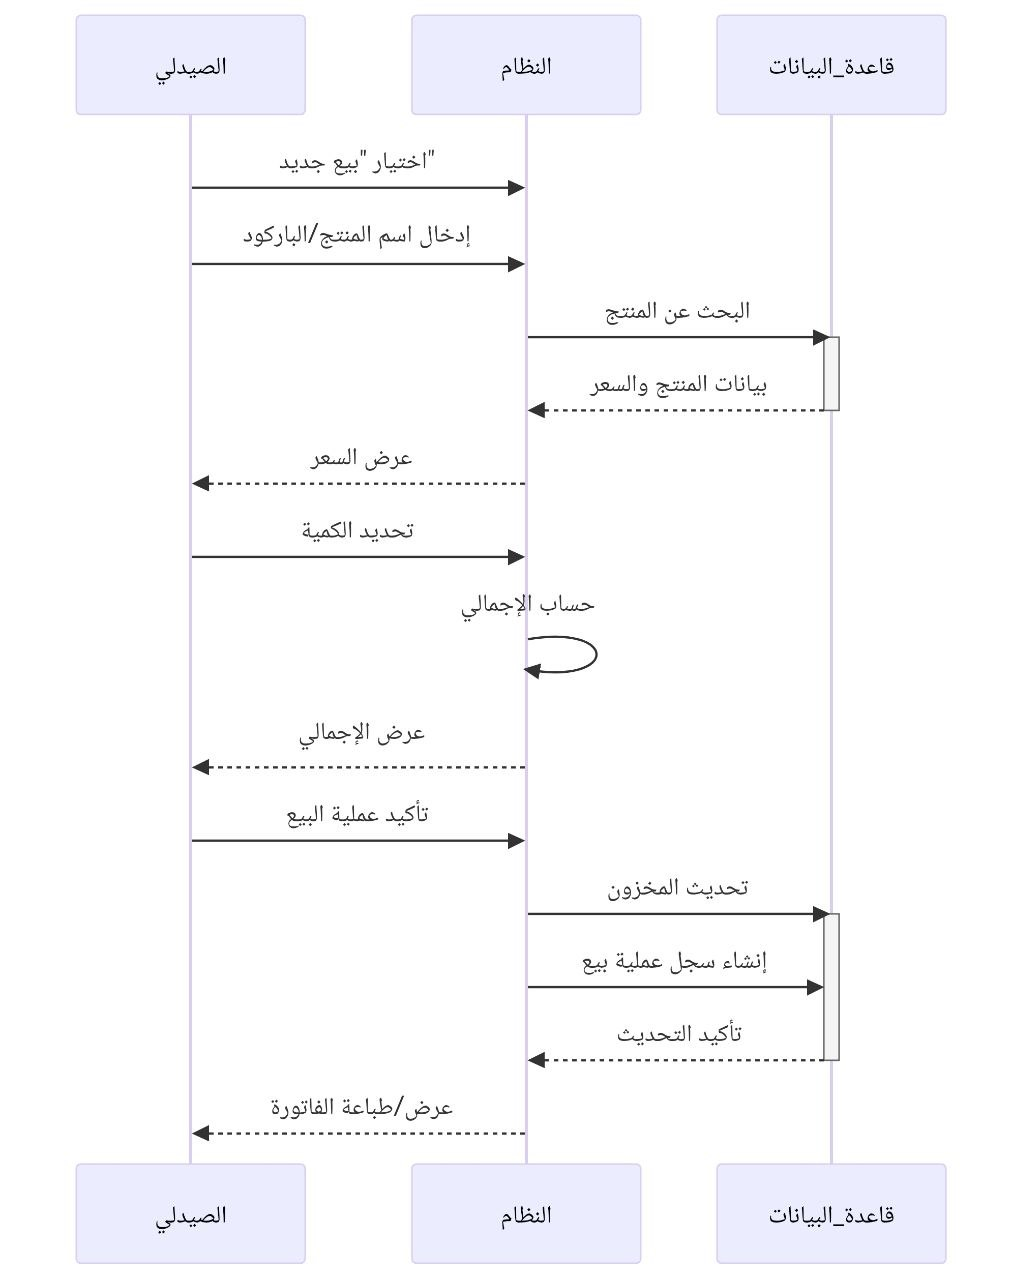 الصيدلي
النظام
قاعدة_البيانات
اختيار "بيع جديد"
إدخال اسم المنتج/الباركود
البحث عن المنتج
بيانات المنتج والسعر
عرض السعر
تحديد الكمية
حساب الإجمالي
عرض الإجمالي
تأكيد عملية البيع
تحديث المخزون
إنشاء سجل عملية بيع
تأكيد التحديث
عرض/طباعة الفاتورة
الصيدلي
النظام
قاعدة_البيانات